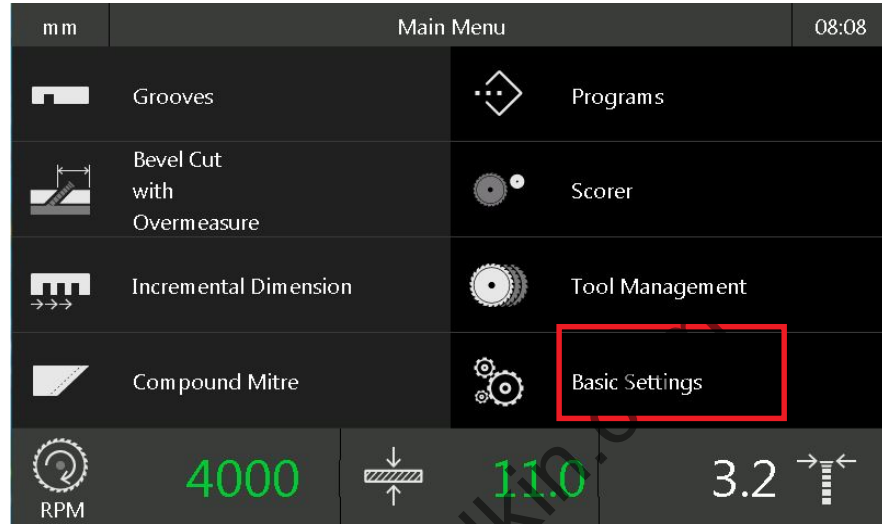 mm
Main Menu
08:08
Grooves
Programs
Bevel Cut
with
Overmeasure
Scorer
Incremental Dimension
Tool Management
Compound Mitre
Basic Settings
4000
11.0
3.2
RPM